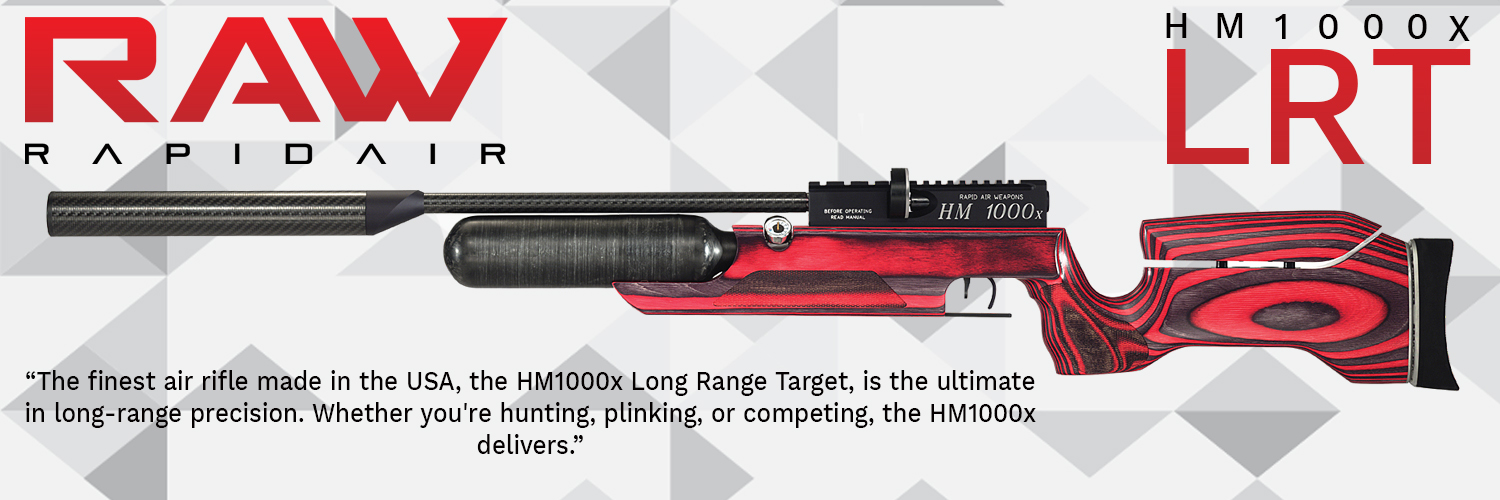 RAW
RAPIDAIR
HM1000X
LRT
BEFORE OPERATING
READ MANUAL
RAPID AIR WEAPONS
HM 1000x
“The finest air rifle made in the USA, the HM1000x Long Range Target, is the ultimate
in long-range precision. Whether you're hunting, plinking, or competing, the HM1000x
delivers.”